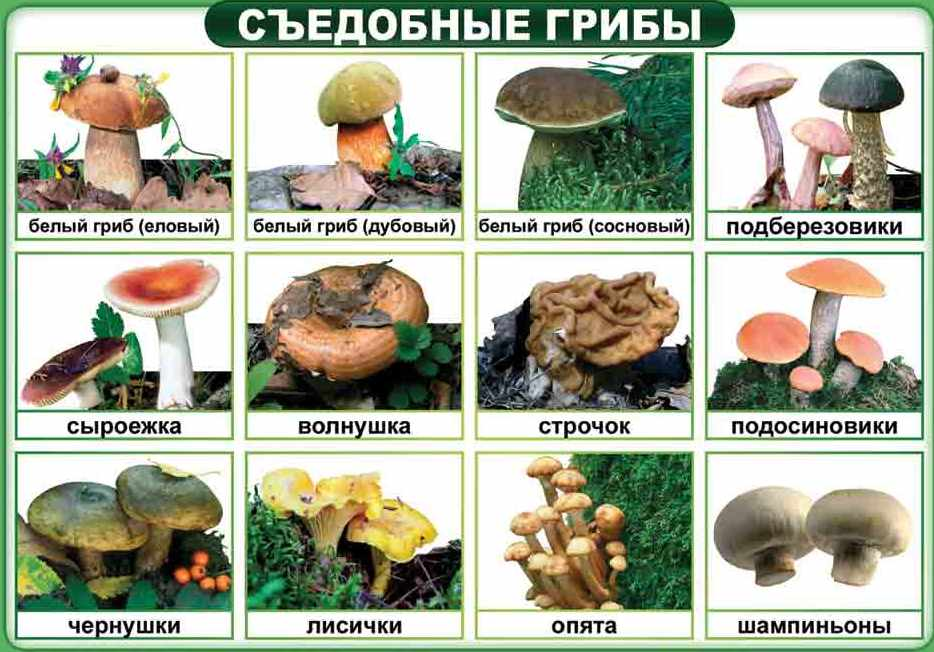 СЪЕДОБНЫЕ ГРИБЫ
белый гриб (еловый)
белый гриб (дубовый)
белый гриб (сосновый)
подберезовики
сыроежка
волнушка
строчок
подосиновики
чернушки
лисички
опята
шампиньоны